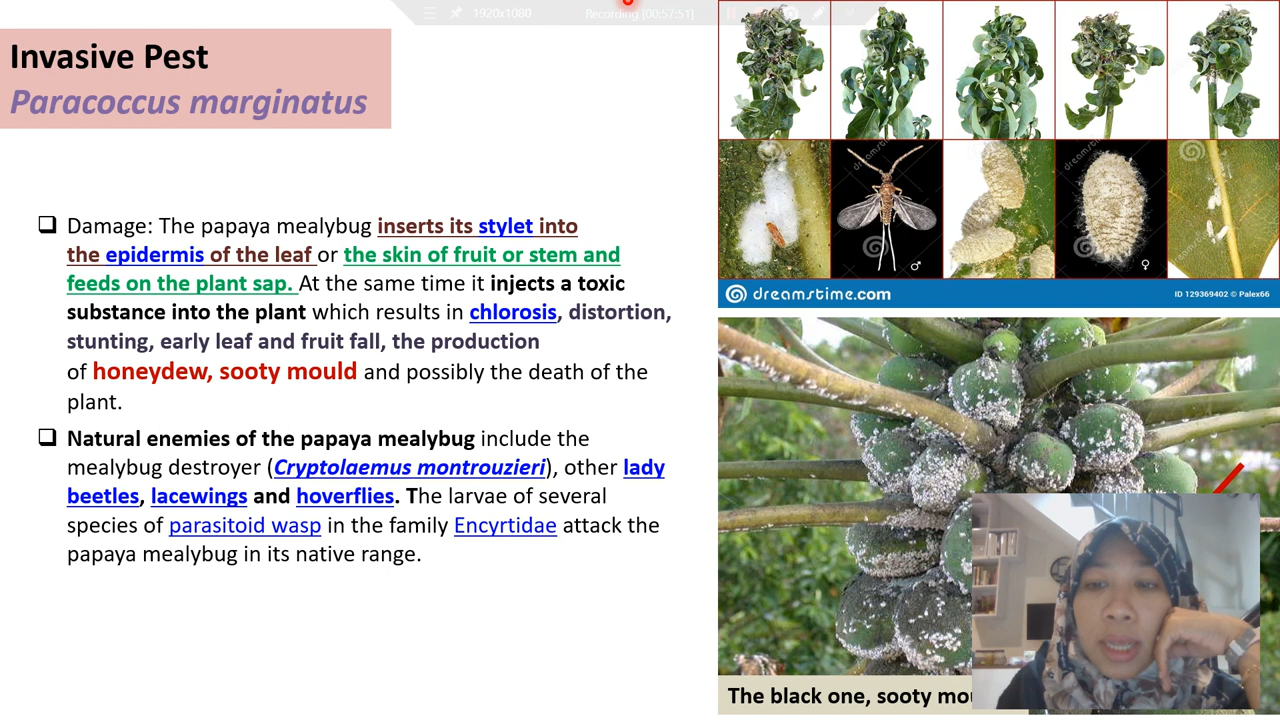 1920x1080
Recording [00:57:51]
Invasive Pest
Paracoccus marginatus
❑ Damage: The papaya mealybug inserts its stylet into
the epidermis of the leaf or the skin of fruit or stem and
feeds on the plant sap. At the same time it injects a toxic
substance into the plant which results in chlorosis, distortion,
stunting, early leaf and fruit fall, the production
of honeydew, sooty mould and possibly the death of the
plant.
❑ Natural enemies of the papaya mealybug include the
mealybug destroyer (Cryptolaemus montrouzieri), other lady
beetles, lacewings and hoverflies. The larvae of several
species of parasitoid wasp in the family Encyrtidae attack the
papaya mealybug in its native range.
♂
♀
dreamstime.com
ID 129369402 © Palex66
The black one, sooty